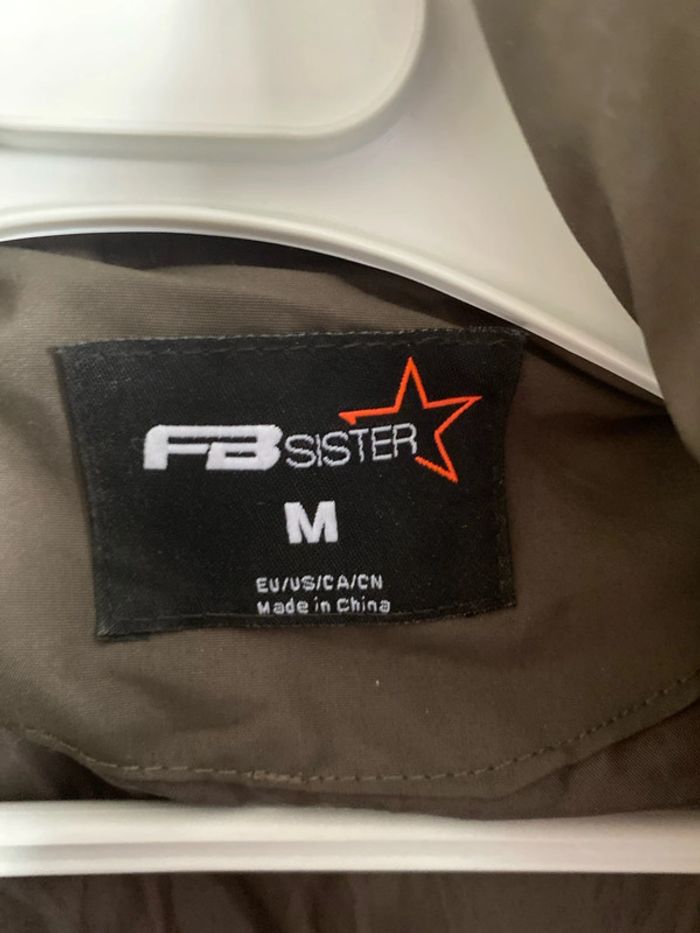 FB SISTER
M
EU/US/CA/CN
Made in China